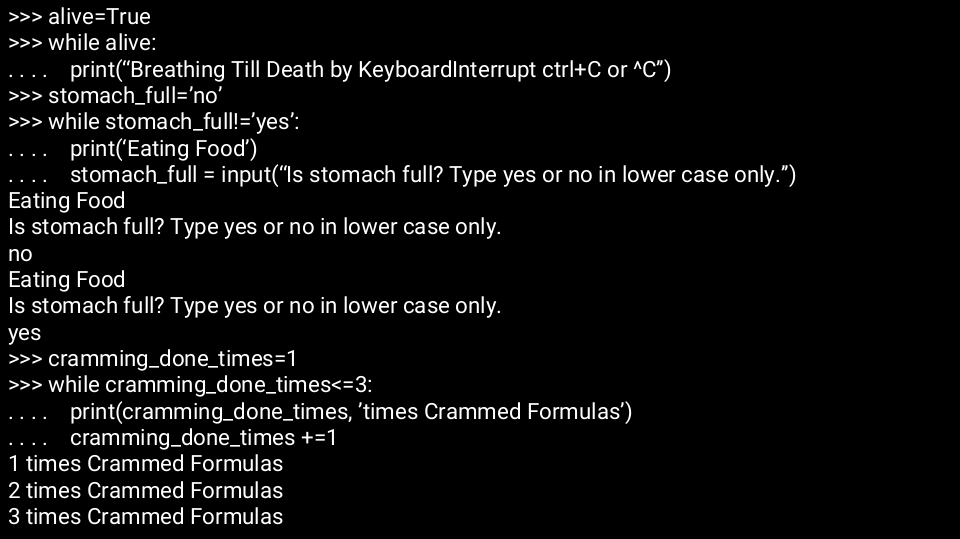 >>> alive=True
>>> while alive:
. . . .    print(“Breathing Till Death by KeyboardInterrupt ctrl+C or ^C”)
>>> stomach_full=’no’
>>> while stomach_full!=’yes’:
. . . .    print(‘Eating Food’)
. . . .    stomach_full = input(“Is stomach full? Type yes or no in lower case only.”)
Eating Food
Is stomach full? Type yes or no in lower case only.
no
Eating Food
Is stomach full? Type yes or no in lower case only.
yes
>>> cramming_done_times=1
>>> while cramming_done_times<=3:
. . . .    print(cramming_done_times, ’times Crammed Formulas’)
. . . .    cramming_done_times +=1
1 times Crammed Formulas
2 times Crammed Formulas
3 times Crammed Formulas